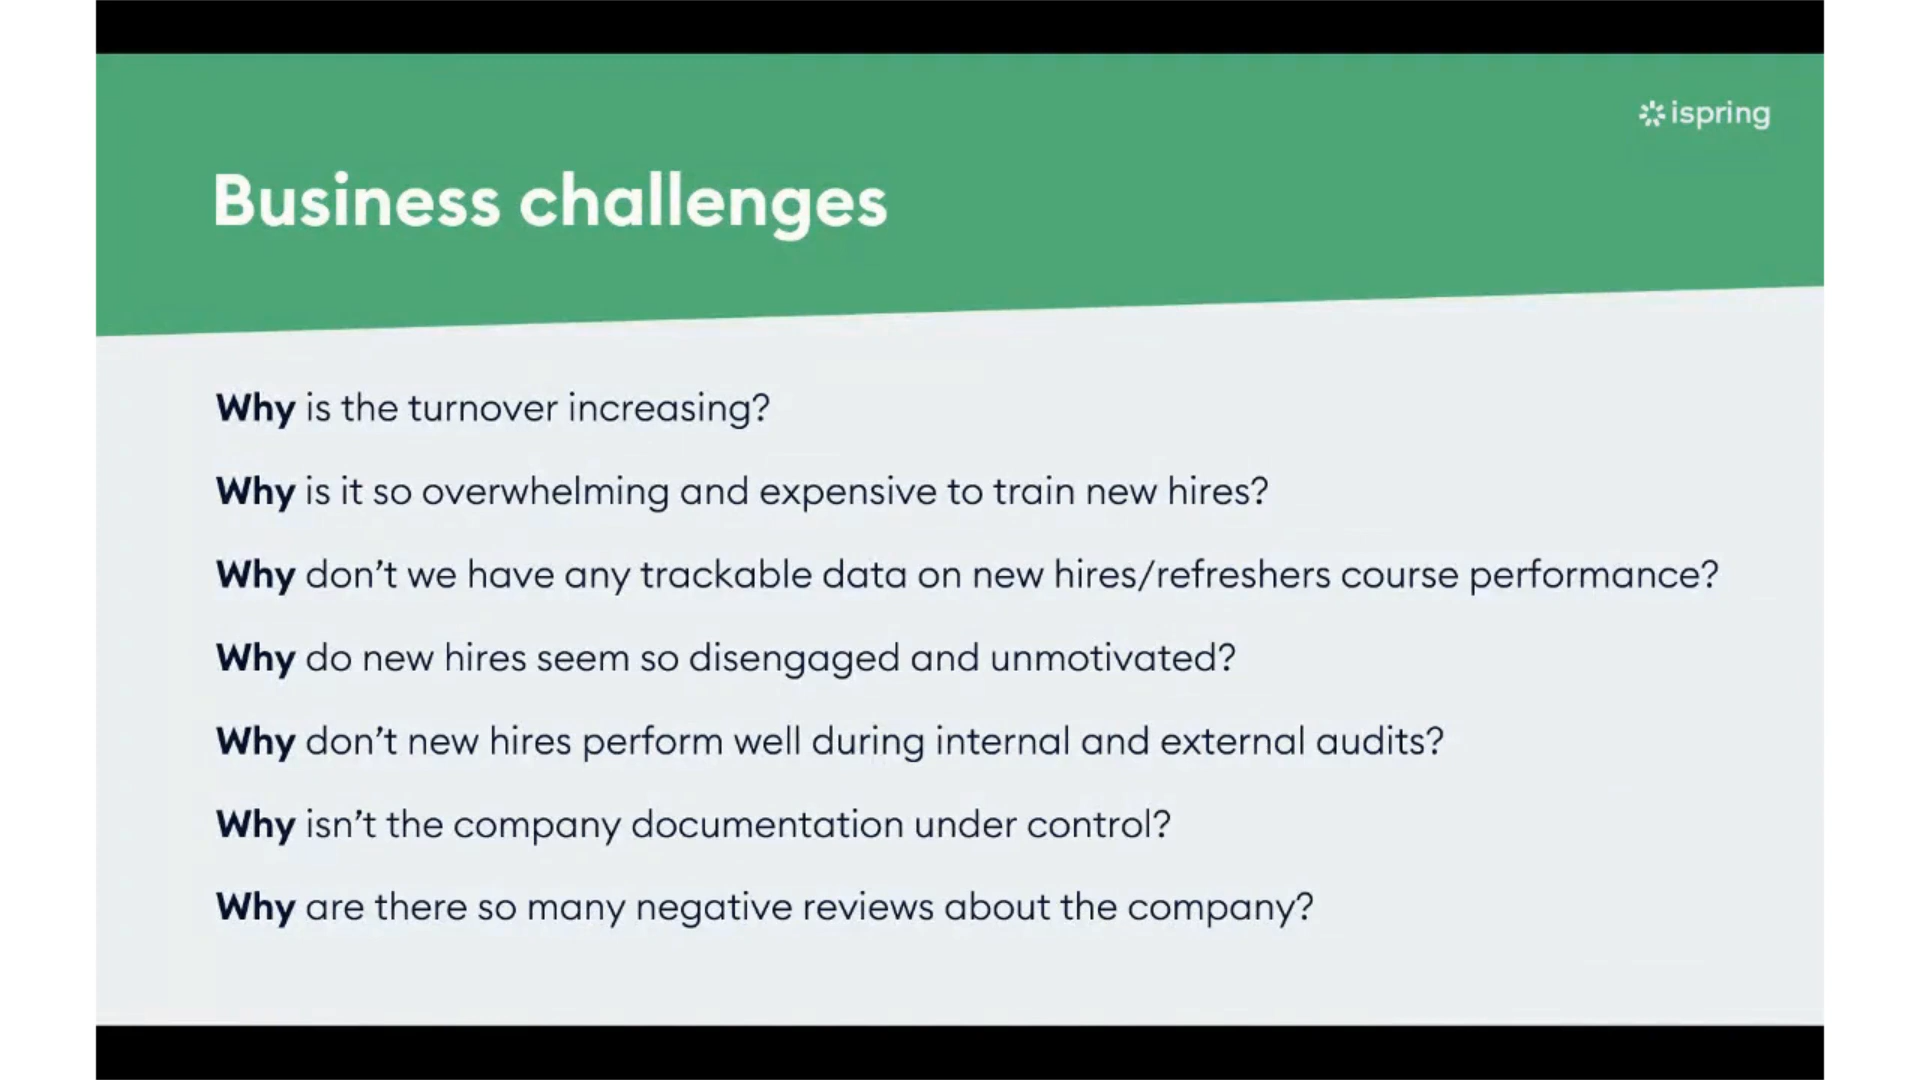 ispring
Business challenges
Why is the turnover increasing?
Why is it so overwhelming and expensive to train new hires?
Why don’t we have any trackable data on new hires/refreshers course performance?
Why do new hires seem so disengaged and unmotivated?
Why don’t new hires perform well during internal and external audits?
Why isn’t the company documentation under control?
Why are there so many negative reviews about the company?